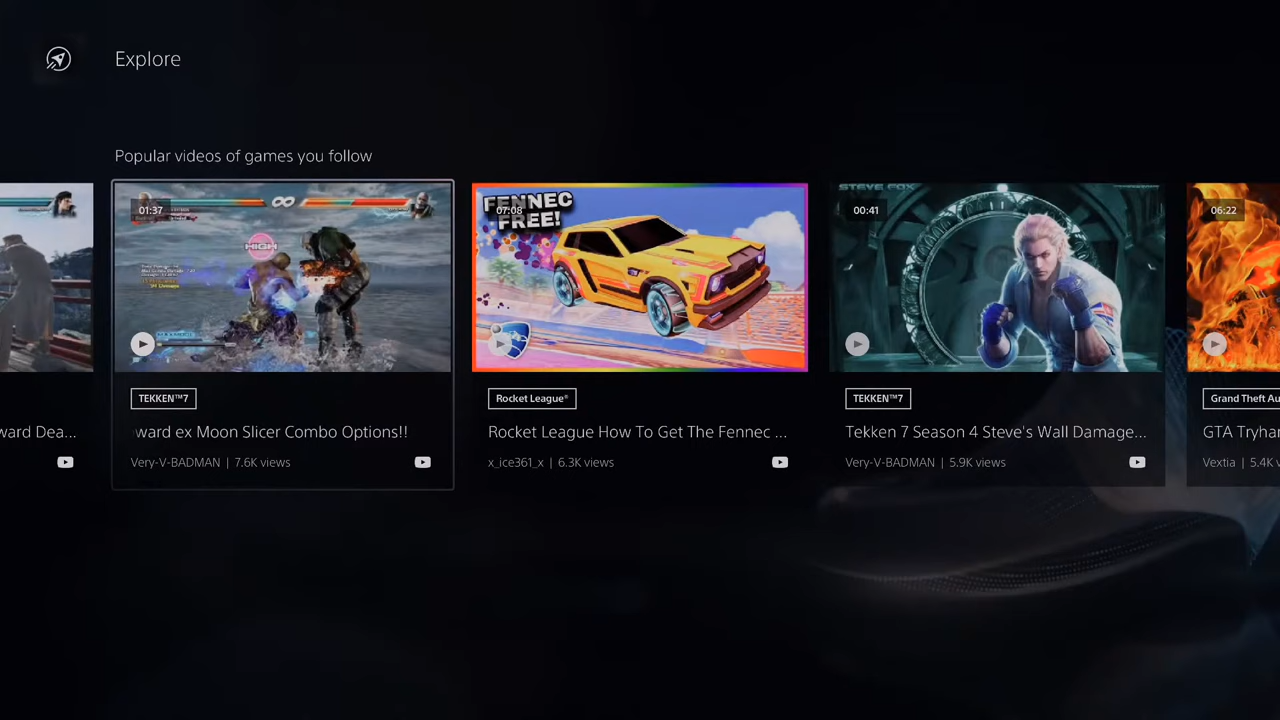 Explore
Popular videos of games you follow
01:37
HIGH
TEKKEN™7
ward ex Moon Slicer Combo Options!!
Very-V-BADMAN | 7.6K views
FENNEC
FREE!
07:08
Rocket League®
Rocket League How To Get The Fennec ...
x_ice361_x | 6.3K views
STEVE FOX
00:41
TEKKEN™7
Tekken 7 Season 4 Steve's Wall Damage...
Very-V-BADMAN | 5.9K views
06:22
Grand Theft Au
GTA Tryhar
Vextia | 5.4K v
ward Dea...